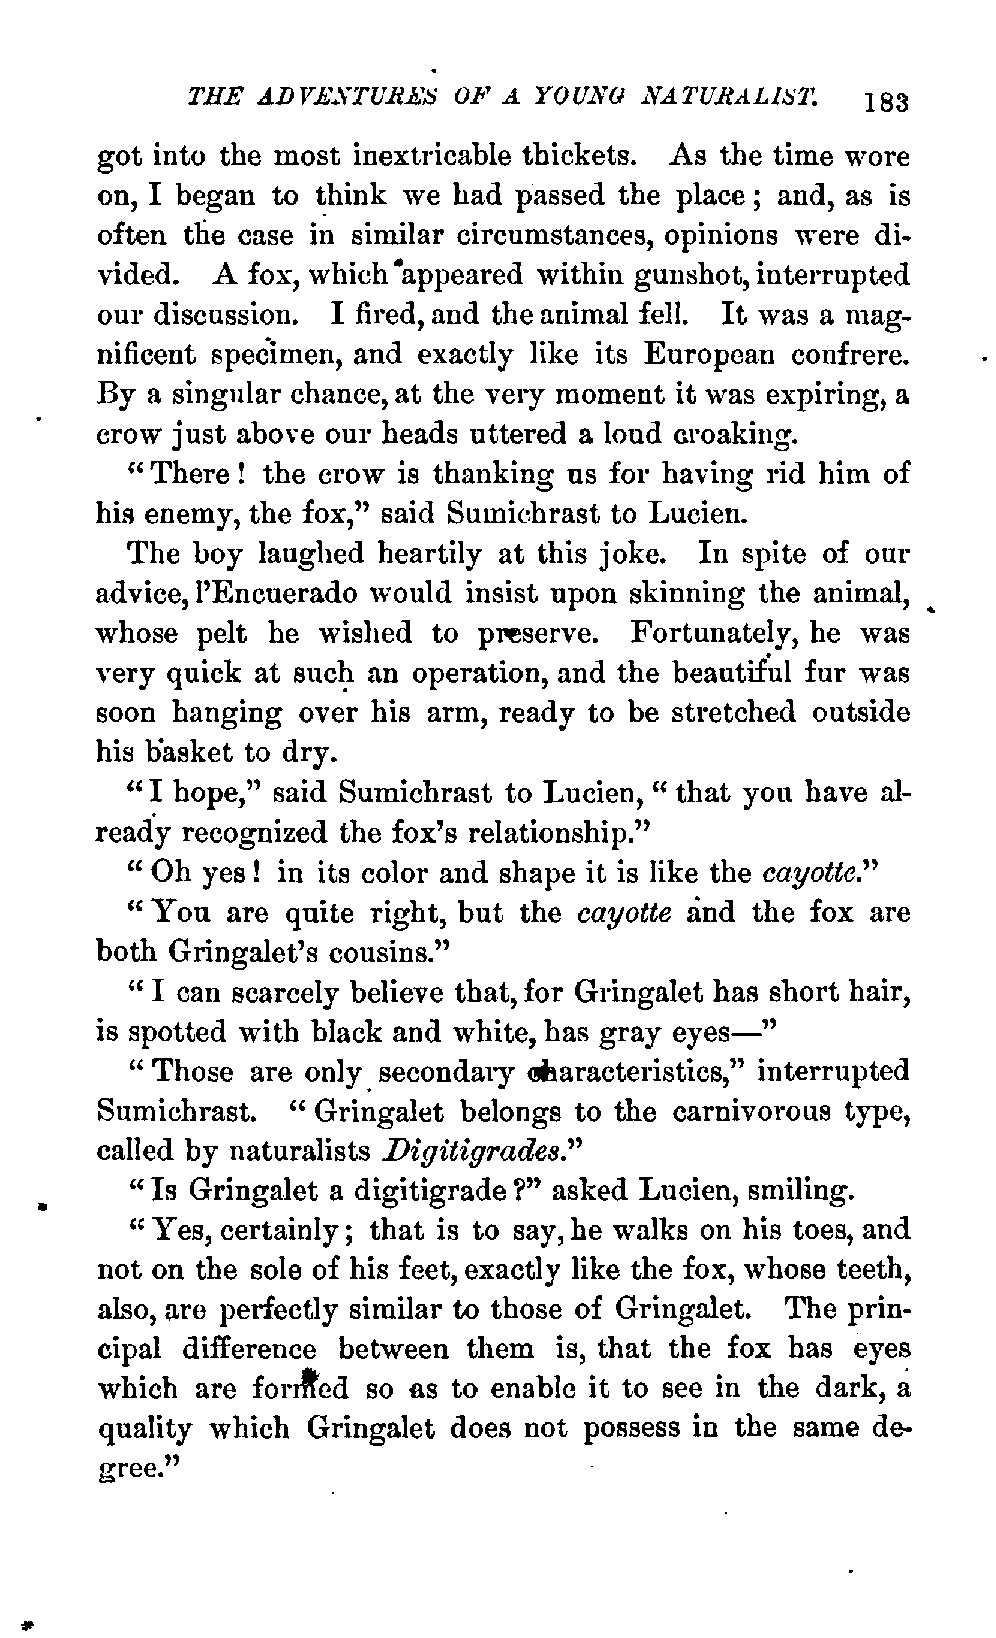 THE ADVENTURES OF A YOUNG NATURALIST. 183
got into the most inextricable thickets. As the time wore
on, I began to think we had passed the place; and, as is
often the case in similar circumstances, opinions were di-
vided. A fox, which appeared within gunshot, interrupted
our discussion. I fired, and the animal fell. It was a mag-
nificent specimen, and exactly like its European confrere.
By a singular chance, at the very moment it was expiring, a
crow just above our heads uttered a loud croaking.
“There! the crow is thanking us for having rid him of
his enemy, the fox,” said Sumichrast to Lucien.
The boy laughed heartily at this joke. In spite of our
advice, l’Encuerado would insist upon skinning the animal,
whose pelt he wished to preserve. Fortunately, he was
very quick at such an operation, and the beautiful fur was
soon hanging over his arm, ready to be stretched outside
his basket to dry.
“I hope,” said Sumichrast to Lucien, “that you have al-
ready recognized the fox’s relationship.”
“Oh yes! in its color and shape it is like the cayotte.”
“You are quite right, but the cayotte and the fox are
both Gringalet’s cousins.”
“I can scarcely believe that, for Gringalet has short hair,
is spotted with black and white, has gray eyes—”
“Those are only secondary characteristics,” interrupted
Sumichrast. “Gringalet belongs to the carnivorous type,
called by naturalists Digitigrades.”
“Is Gringalet a digitigrade?” asked Lucien, smiling.
“Yes, certainly; that is to say, he walks on his toes, and
not on the sole of his feet, exactly like the fox, whose teeth,
also, are perfectly similar to those of Gringalet. The prin-
cipal difference between them is, that the fox has eyes
which are formed so as to enable it to see in the dark, a
quality which Gringalet does not possess in the same de-
gree.”